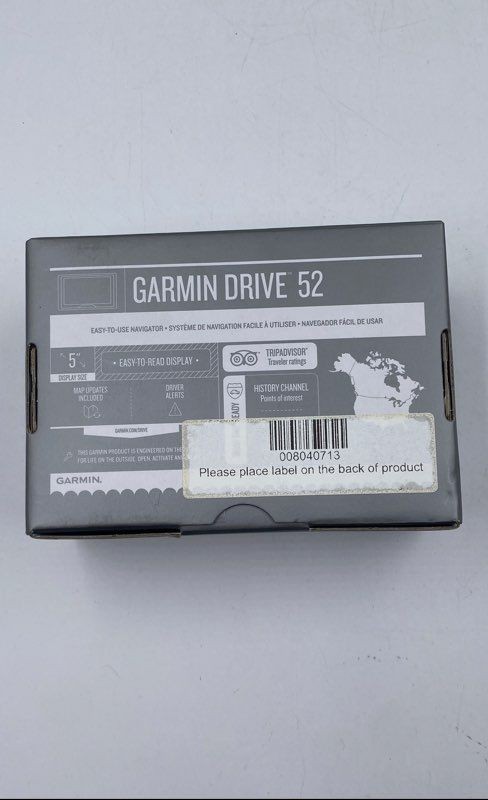 GARMIN DRIVE™ 52
EASY-TO-USE NAVIGATOR • SYSTÈME DE NAVIGATION FACILE À UTILISER • NAVEGADOR FÁCIL DE USAR
5"
DISPLAY SIZE
• EASY-TO-READ DISPLAY •
TRIPADVISOR®
Traveler ratings
MAP UPDATES
INCLUDED
DRIVER
ALERTS
HISTORY CHANNEL
Points of interest
GARMIN.COM/DRIVE
THIS GARMIN PRODUCT IS ENGINEERED ON THE
FOR LIFE ON THE OUTSIDE. OPEN, ACTIVATE AND
GARMIN.
008040713
Please place label on the back of product